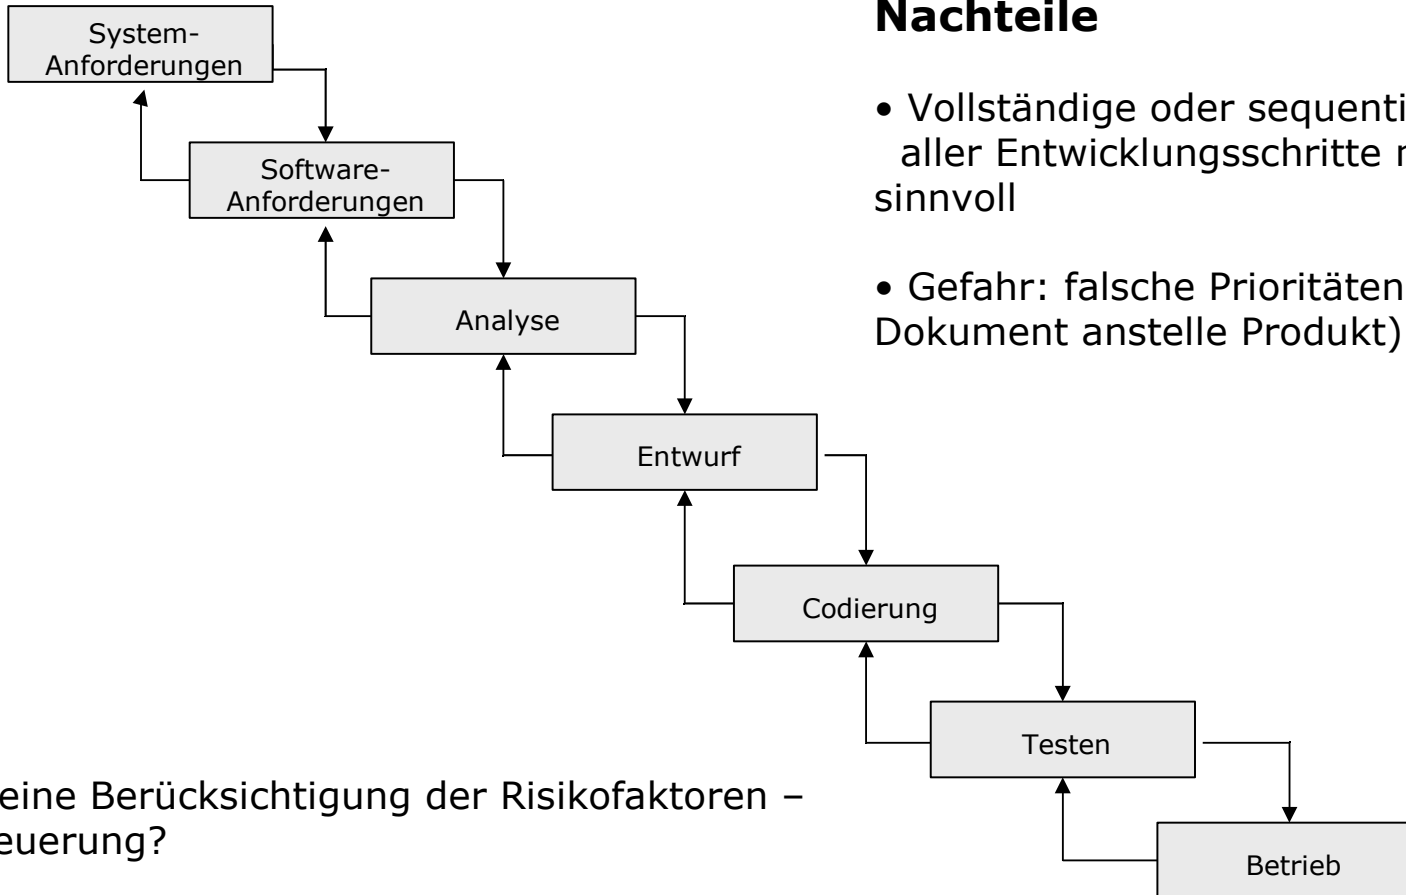 System-
Anforderungen
Software-
Anforderungen
Analyse
Entwurf
Codierung
Testen
Betrieb
Nachteile
• Vollständige oder
aller Entwicklungsschritte
sinnvoll
• Gefahr: falsche Prioritäten
Dokument anstelle Produkt)
eine Berücksichtigung der Risikofaktoren –
euerung?